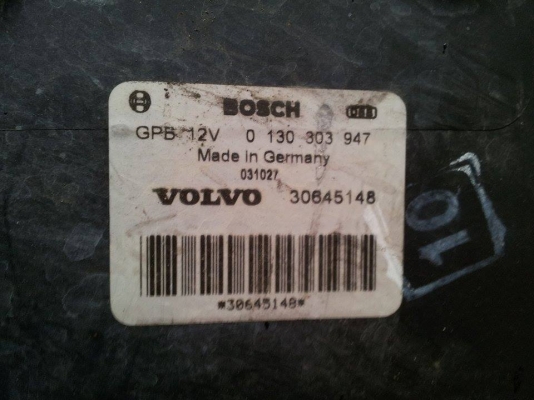 BOSCH
GPB 12V 0 130 303 947
Made in Germany
031027
VOLVO 30645148
*30645148*
10